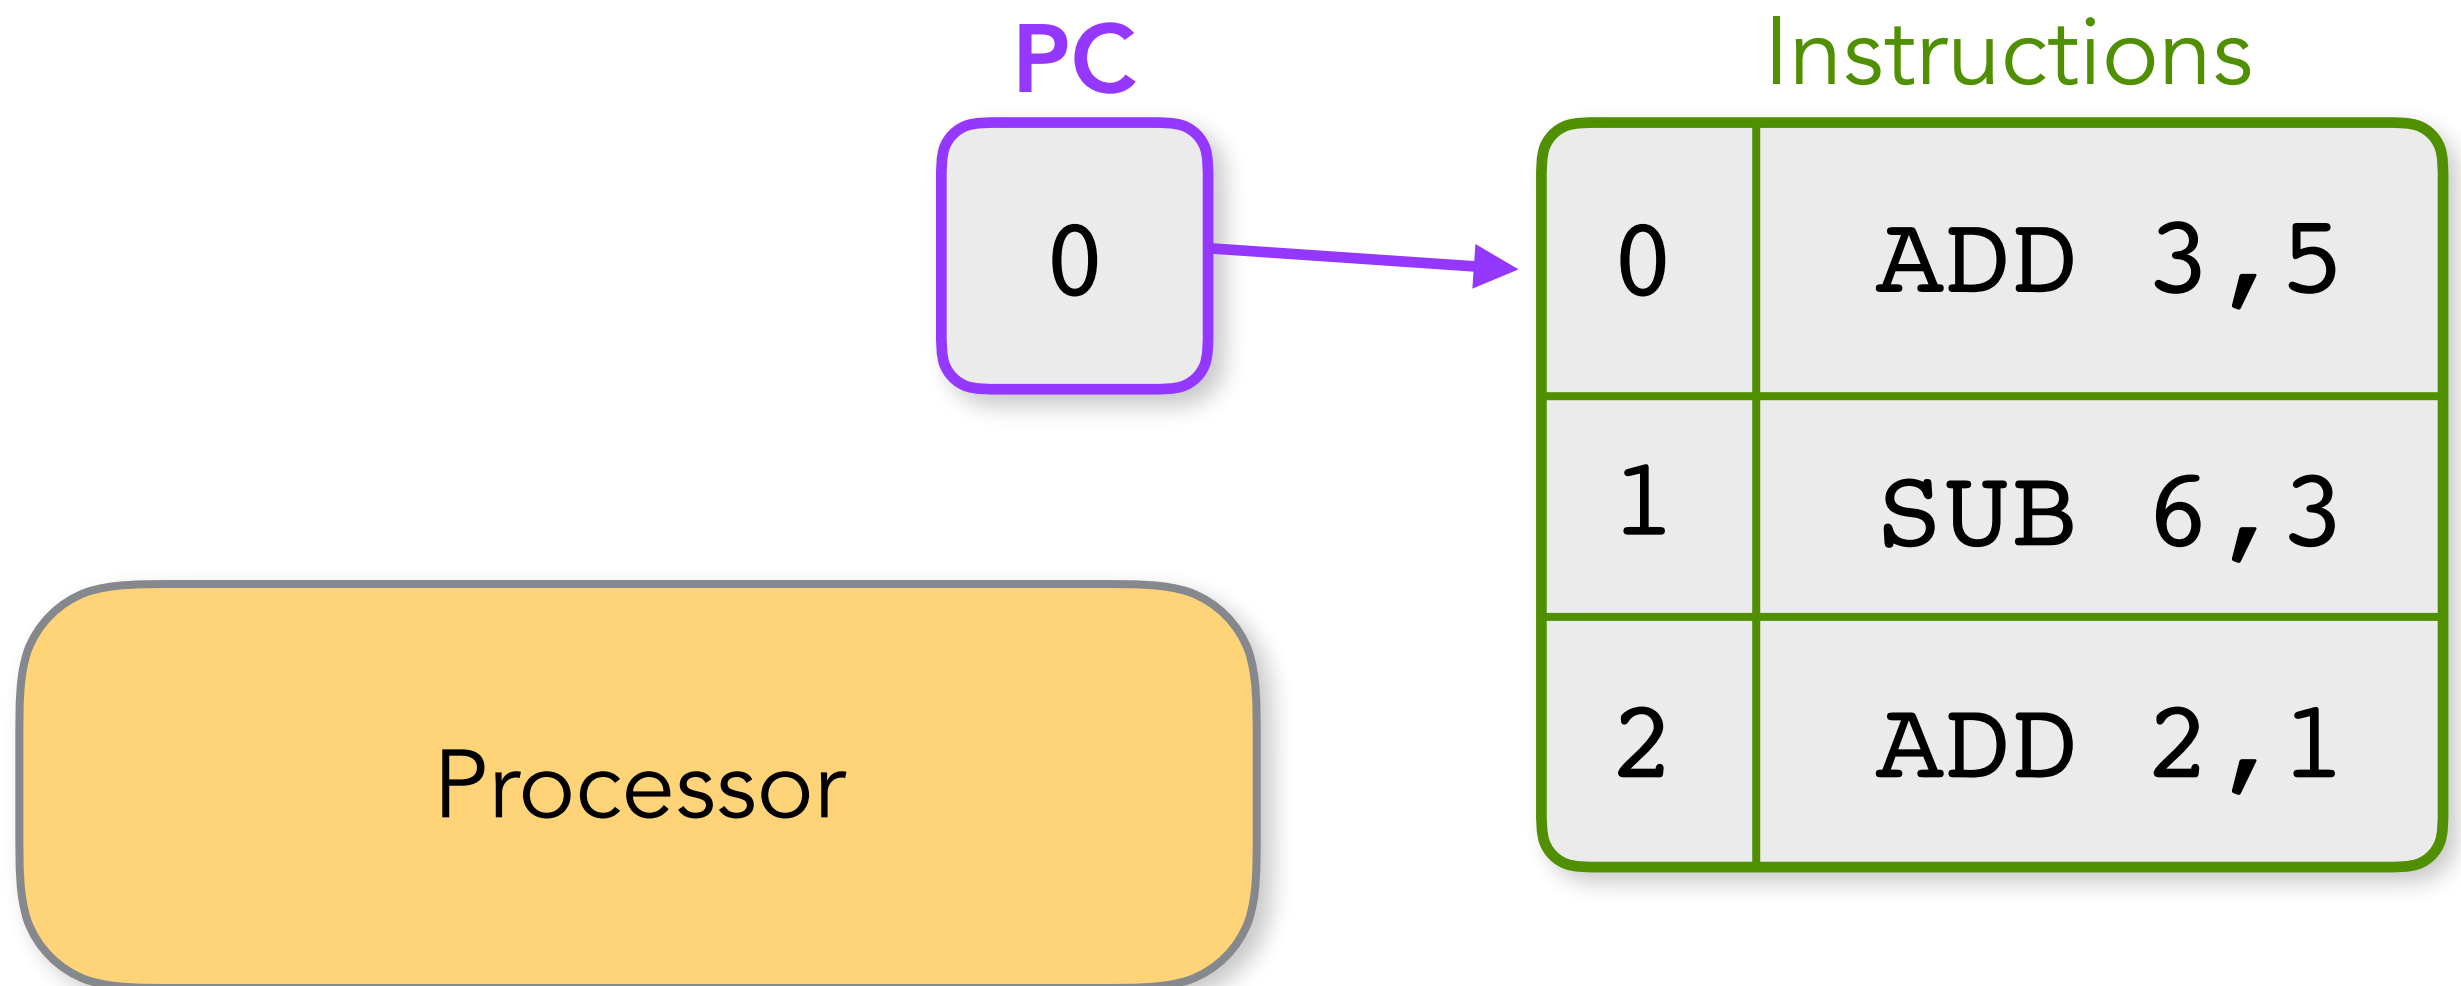 PC
Instructions
0
0 ADD 3,5
1 SUB 6,3
2 ADD 2,1
Processor